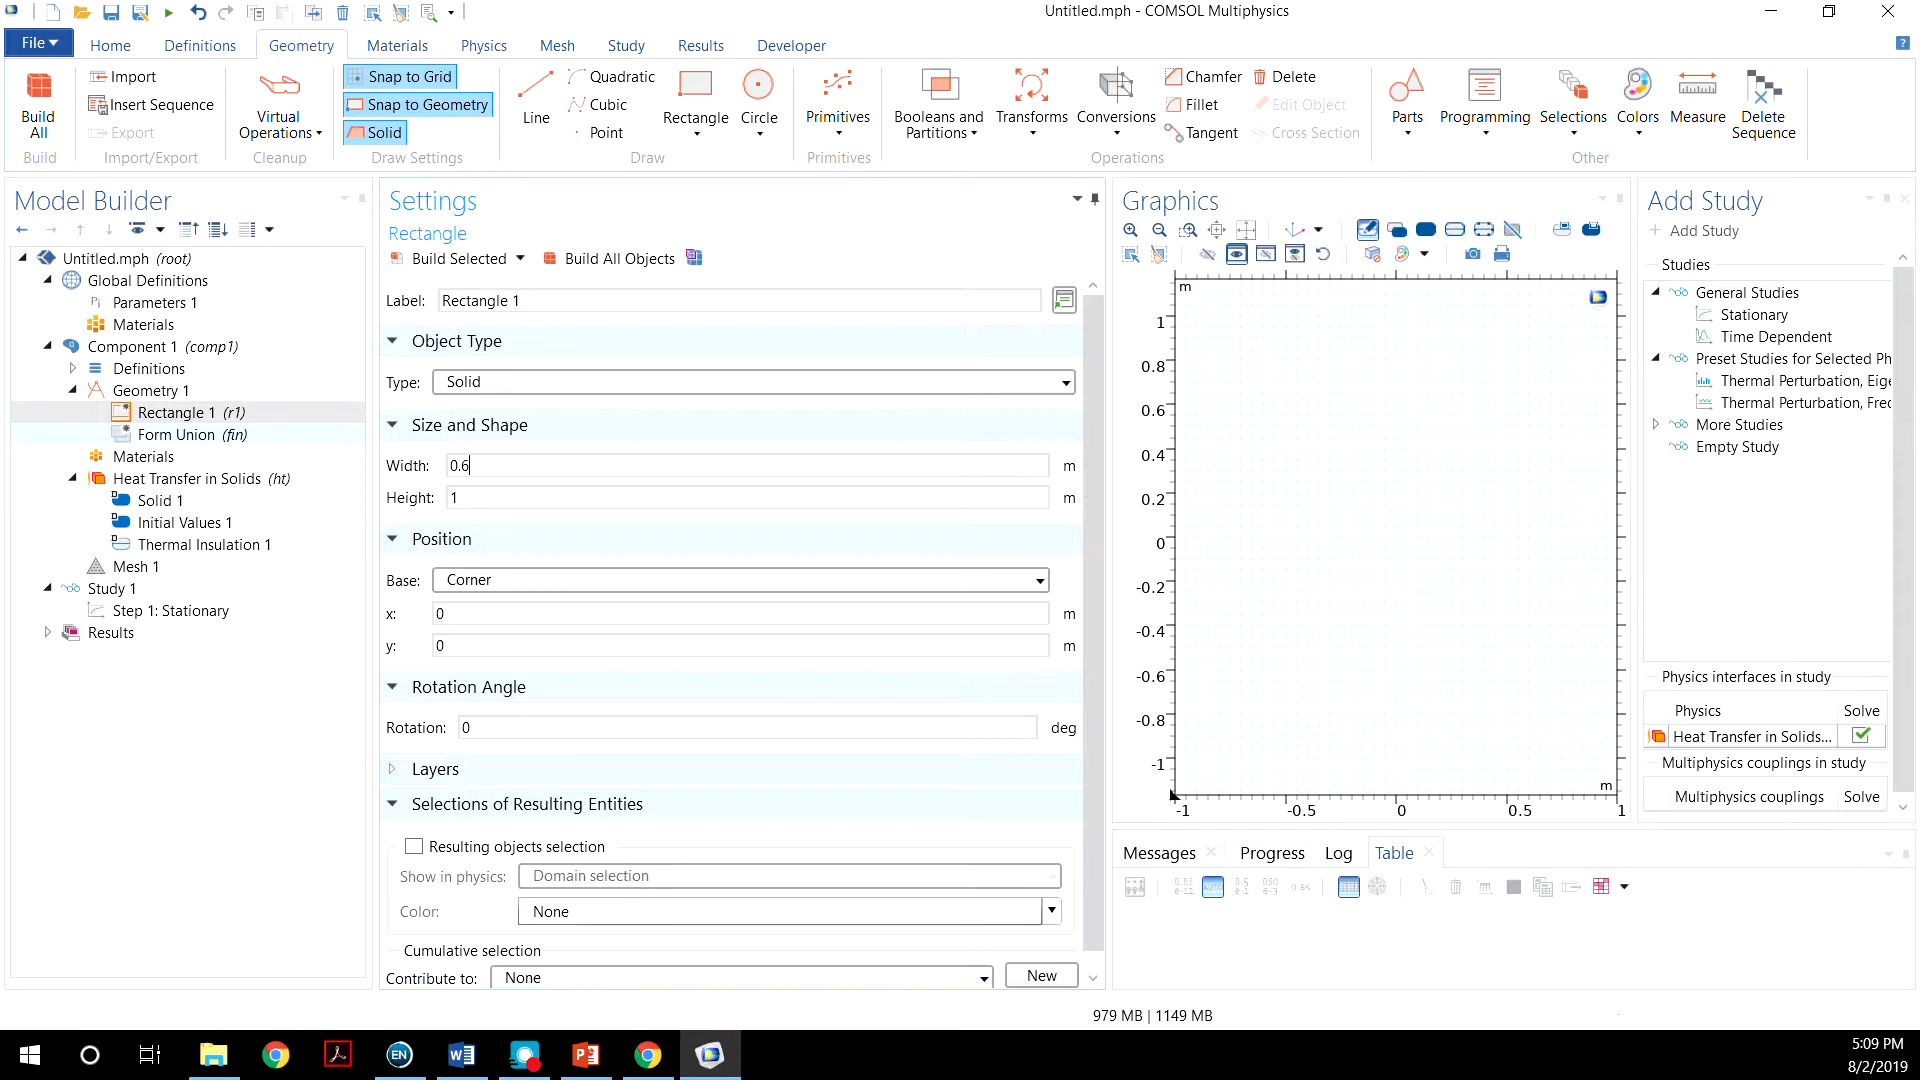 Untitled.mph - COMSOL Multiphysics
File
Home
Definitions
Geometry
Materials
Physics
Mesh
Study
Results
Developer
Build All
Build
Import
Insert Sequence
Export
Import/Export
Virtual Operations
Cleanup
Snap to Grid
Snap to Geometry
Solid
Draw Settings
Line
Quadratic
Cubic
Point
Rectangle
Circle
Draw
Primitives
Primitives
Booleans and Partitions
Transforms
Conversions
Chamfer
Fillet
Tangent
Delete
Edit Object
Cross Section
Operations
Parts
Programming
Selections
Colors
Measure
Delete Sequence
Other
Model Builder
Untitled.mph (root)
Global Definitions
Parameters 1
Materials
Component 1 (comp1)
Definitions
Geometry 1
Rectangle 1 (r1)
Form Union (fin)
Materials
Heat Transfer in Solids (ht)
Solid 1
Initial Values 1
Thermal Insulation 1
Mesh 1
Study 1
Step 1: Stationary
Results
Settings
Rectangle
Build Selected
Build All Objects
Label: Rectangle 1
Object Type
Type: Solid
Size and Shape
Width: 0.6 m
Height: 1 m
Position
Base: Corner
x: 0 m
y: 0 m
Rotation Angle
Rotation: 0 deg
Layers
Selections of Resulting Entities
Resulting objects selection
Show in physics: Domain selection
Color: None
Cumulative selection
Contribute to: None New
Graphics
m
1
0.8
0.6
0.4
0.2
0
-0.2
-0.4
-0.6
-0.8
-1
m
-1 -0.5 0 0.5 1
Messages
Progress
Log
Table
AUTO
8.5
e-1
850
e-3
0.85
Add Study
Add Study
Studies
General Studies
Stationary
Time Dependent
Preset Studies for Selected Ph
Thermal Perturbation, Eige
Thermal Perturbation, Frec
More Studies
Empty Study
Physics interfaces in study
Physics Solve
Heat Transfer in Solids...
Multiphysics couplings in study
Multiphysics couplings Solve
979 MB | 1149 MB
EN
5:09 PM
8/2/2019